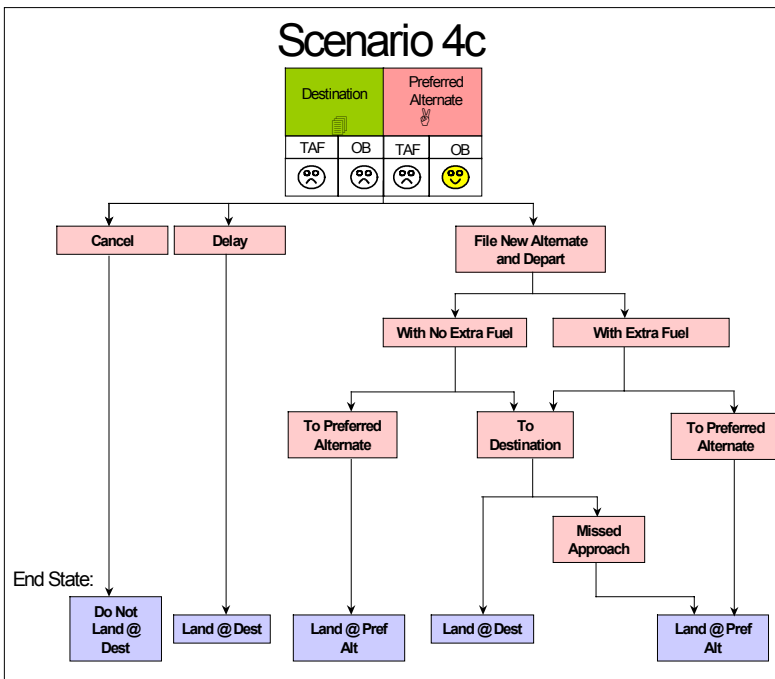 Scenario 4c
Destination
Preferred
Alternate
TAF
OB
TAF
OB
Cancel
Delay
File New Alternate
and Depart
With No Extra Fuel
With Extra Fuel
To Preferred
Alternate
To
Destination
To Preferred
Alternate
Missed
Approach
End State:
Do Not
Land @
Dest
Land @ Dest
Land @ Pref
Alt
Land @ Dest
Land @ Pref
Alt